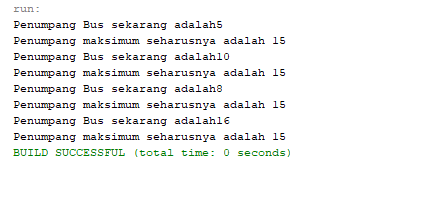 run:
Penumpang Bus sekarang adalah5
Penumpang maksimum seharusnya adalah 15
Penumpang Bus sekarang adalah10
Penumpang maksimum seharusnya adalah 15
Penumpang Bus sekarang adalah8
Penumpang maksimum seharusnya adalah 15
Penumpang Bus sekarang adalah16
Penumpang maksimum seharusnya adalah 15
BUILD SUCCESSFUL (total time: 0 seconds)